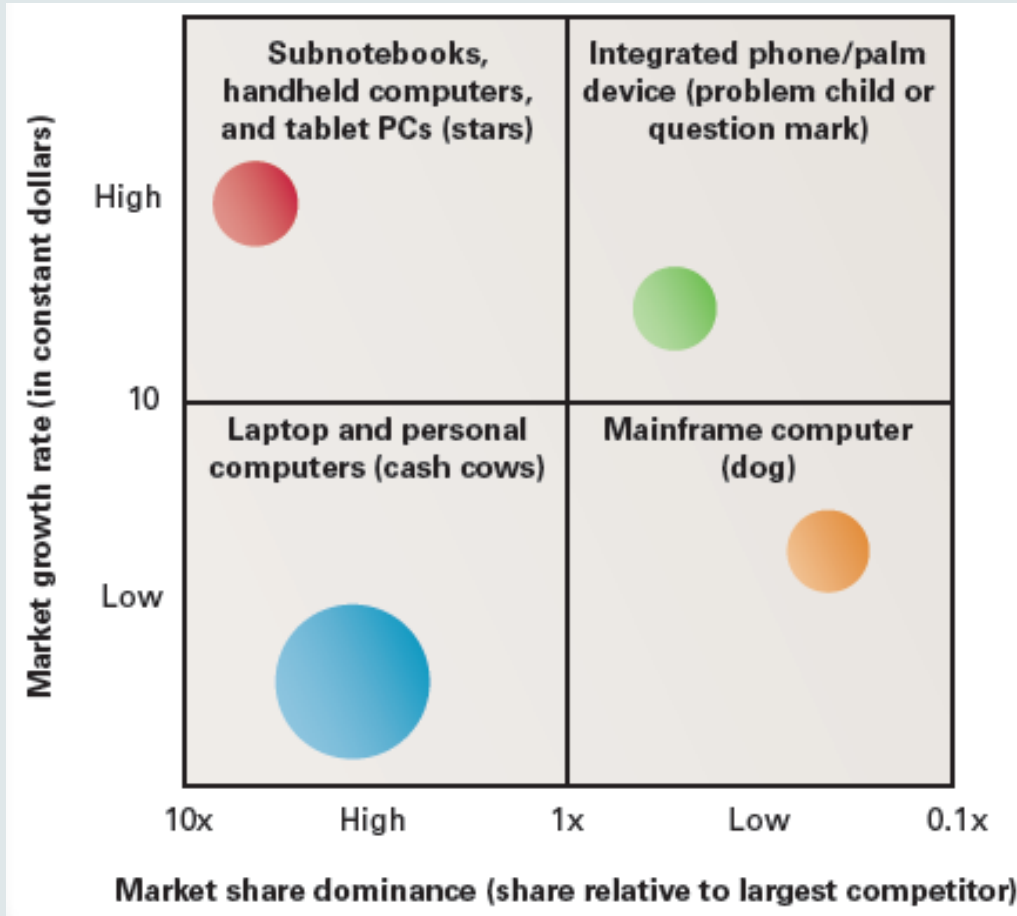 Subnotebooks,
handheld computers,
and tablet PCs (stars)
Integrated phone/palm
device (problem child or
question mark)
Market growth rate (in constant dollars)
High
10
Laptop and personal
computers (cash cows)
Mainframe computer
(dog)
Low
10x
High
1x
Low
0.1x
Market share dominance (share relative to largest competitor)